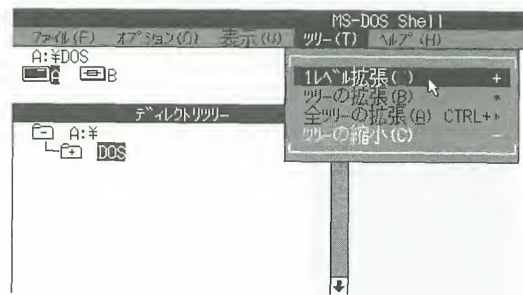 MS-DOS Shell
ﾌｧｲﾙ(F) ｵﾌﾟｼｮﾝ(O) 表示(V) ﾂﾘｰ(T) ﾍﾙﾌﾟ(H)
A:¥DOS
A B
1ﾚﾍﾞﾙ拡張( ) +
ﾂﾘｰの拡張(B) *
全ﾂﾘｰの拡張(A) CTRL+*
ﾂﾘｰの縮小(C) -
ﾃﾞｨﾚｸﾄﾘﾂﾘｰ
A:¥
DOS